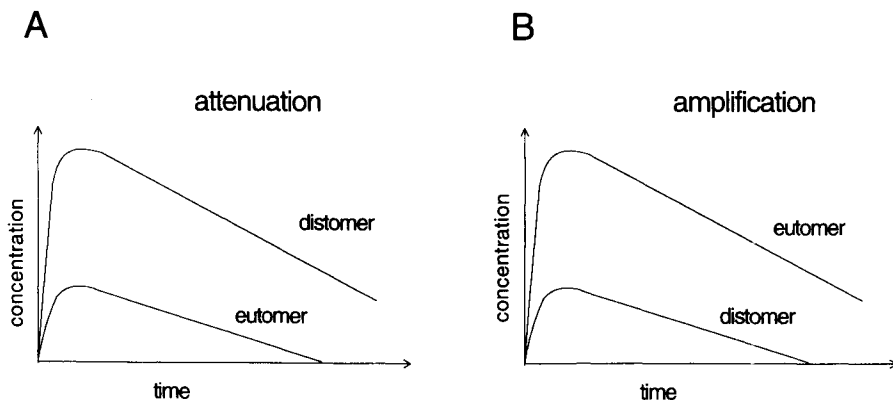 A
attenuation
concentration
distomer
eutomer
time
B
amplification
concentration
eutomer
distomer
time